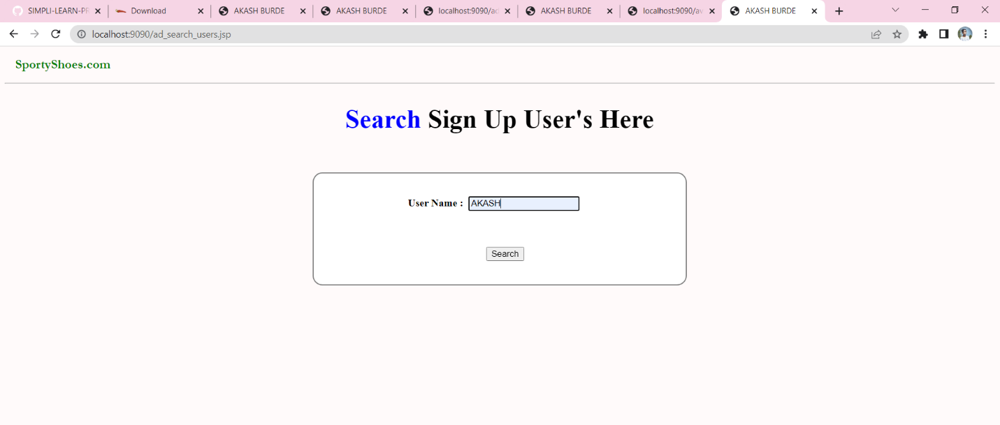 SIMPLI-LEARN-PR
Download
AKASH BURDE
AKASH BURDE
localhost:9090/ad
AKASH BURDE
localhost:9090/av
AKASH BURDE
localhost:9090/ad_search_users.jsp
SportyShoes.com
Search Sign Up User's Here
User Name : AKASH
Search